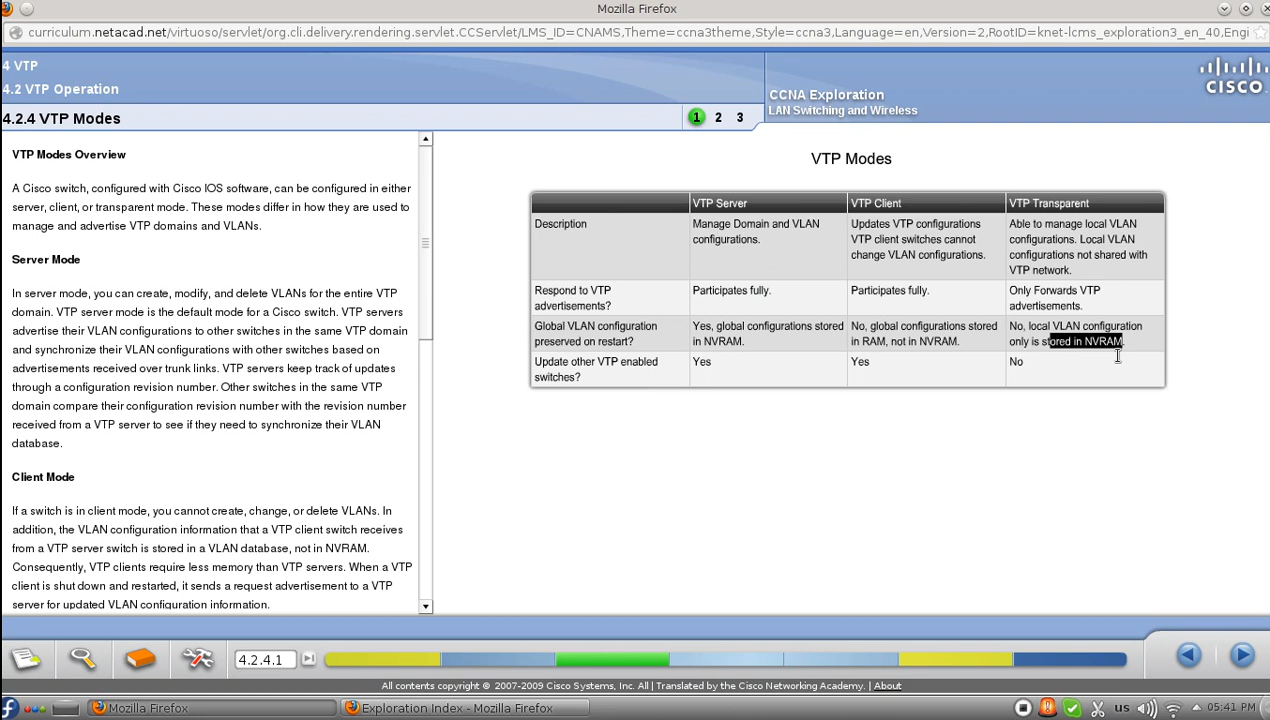 Mozilla Firefox
curriculum.netacad.net/virtuoso/servlet/org.cli.delivery.rendering.servlet.CCServlet/LMS_ID=CNAMS,Theme=ccna3theme,Style=ccna3,Language=en,Version=2,RootID=knet-lcms_exploration3_en_40,Engi
4 VTP
4.2 VTP Operation
CCNA Exploration
LAN Switching and Wireless
CISCO
4.2.4 VTP Modes
1 2 3
VTP Modes Overview
A Cisco switch, configured with Cisco IOS software, can be configured in either
server, client, or transparent mode. These modes differ in how they are used to
manage and advertise VTP domains and VLANs.
Server Mode
In server mode, you can create, modify, and delete VLANs for the entire VTP
domain. VTP server mode is the default mode for a Cisco switch. VTP servers
advertise their VLAN configurations to other switches in the same VTP domain
and synchronize their VLAN configurations with other switches based on
advertisements received over trunk links. VTP servers keep track of updates
through a configuration revision number. Other switches in the same VTP
domain compare their configuration revision number with the revision number
received from a VTP server to see if they need to synchronize their VLAN
database.
Client Mode
If a switch is in client mode, you cannot create, change, or delete VLANs. In
addition, the VLAN configuration information that a VTP client switch receives
from a VTP server switch is stored in a VLAN database, not in NVRAM.
Consequently, VTP clients require less memory than VTP servers. When a VTP
client is shut down and restarted, it sends a request advertisement to a VTP
server for updated VLAN configuration information.
VTP Modes
VTP Server
VTP Client
VTP Transparent
Description
Manage Domain and VLAN
configurations.
Updates VTP configurations
VTP client switches cannot
change VLAN configurations.
Able to manage local VLAN
configurations. Local VLAN
configurations not shared with
VTP network.
Respond to VTP
advertisements?
Participates fully.
Participates fully.
Only Forwards VTP
advertisements.
Global VLAN configuration
preserved on restart?
Yes, global configurations stored
in NVRAM.
No, global configurations stored
in RAM, not in NVRAM.
No, local VLAN configuration
only is stored in NVRAM.
Update other VTP enabled
switches?
Yes
Yes
No
4.2.4.1
All contents copyright © 2007-2009 Cisco Systems, Inc. All | Translated by the Cisco Networking Academy. | About
Mozilla Firefox
Exploration Index - Mozilla Firefox
us
05:41 PM